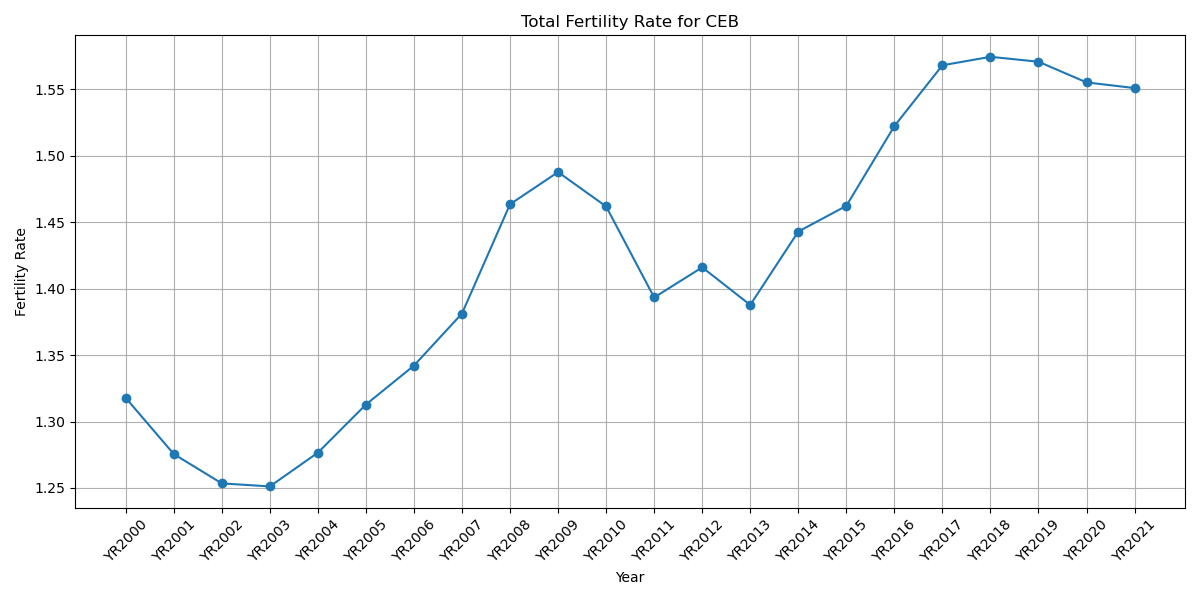 Total Fertility Rate for CEB
Fertility Rate
1.55
1.50
1.45
1.40
1.35
1.30
1.25
YR2000
YR2001
YR2002
YR2003
YR2004
YR2005
YR2006
YR2007
YR2008
YR2009
YR2010
YR2011
YR2012
YR2013
YR2014
YR2015
YR2016
YR2017
YR2018
YR2019
YR2020
YR2021
Year